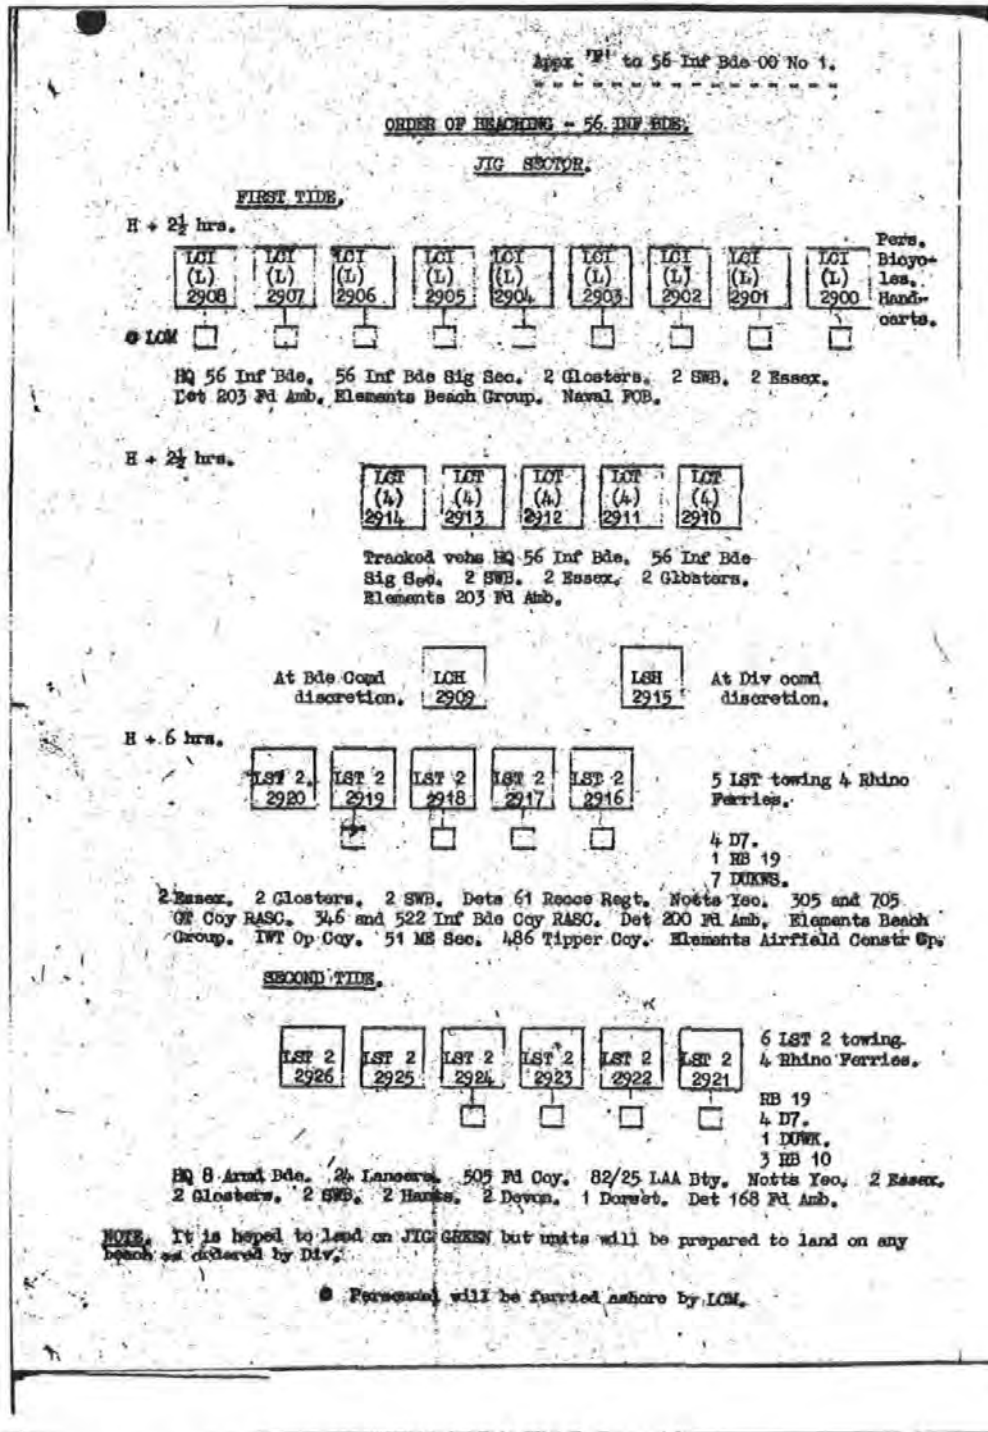 Appx 'F' to 56 Inf Bde OO No 1.
ORDER OF BEACHING - 56 INF BDE.
JIG SECTOR.
FIRST TIDE.
H + 2½ hrs.
LCI (L) 2908
LCI (L) 2907
LCI (L) 2906
LCI (L) 2905
LCI (L) 2904
LCI (L) 2903
LCI (L) 2902
LCI (L) 2901
LCI (L) 2900
Pers.
Bicyc-
les.
Hand-
carts.
@ LCM
HQ 56 Inf Bde. 56 Inf Bde Sig Sec. 2 Glosters. 2 SWB. 2 Essex.
Det 203 Fd Amb. Elements Beach Group. Naval FOB.
H + 2½ hrs.
LCT (4) 2914
LCT (4) 2913
LCT (4) 2912
LCT (4) 2911
LCT (4) 2910
Tracked vehs HQ 56 Inf Bde. 56 Inf Bde
Sig Sec. 2 SWB. 2 Essex. 2 Glosters.
Elements 203 Fd Amb.
At Bde Comd
discretion.
LCH 2909
LSH 2915
At Div comd
discretion.
H + 6 hrs.
LST 2. 2920
LST 2 2919
LST 2 2918
LST 2 2917
LST 2 2916
5 LST towing 4 Rhino
Ferries.
4 D7.
1 RB 19
7 DUKWS.
2 Essex. 2 Glosters. 2 SWB. Dets 61 Recce Regt. Notts Yeo. 305 and 705
GT Coy RASC. 346 and 522 Inf Bde Coy RASC. Det 200 Fd Amb. Elements Beach
Group. IWT Op Coy. 51 ME Sec. 486 Tipper Coy. Elements Airfield Constr Gp.
SECOND TIDE.
LST 2 2926
LST 2 2925
LST 2 2924
LST 2 2923
LST 2 2922
LST 2 2921
6 LST 2 towing
4 Rhino Ferries.
RB 19
4 D7.
1 DUWK.
3 RB 10
HQ 8 Armd Bde. 24 Lancers. 505 Fd Coy. 82/25 LAA Bty. Notts Yeo. 2 Essex.
2 Glosters. 2 SWB. 2 Hants. 2 Devon. 1 Dorset. Det 168 Fd Amb.
NOTE. It is hoped to land on JIG GREEN but units will be prepared to land on any
beach as ordered by Div.
@ Personnel will be ferried ashore by LCM.